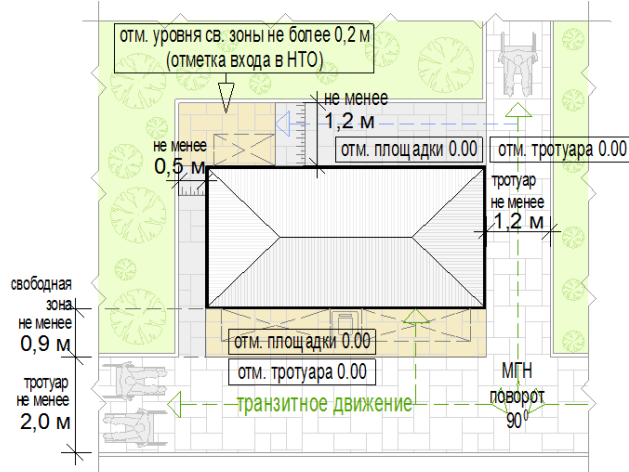 отм. уровня св. зоны не более 0,2 м
(отметка входа в НТО)
не менее
1,2 м
не менее
0,5 м
отм. площадки 0.00
отм. тротуара 0.00
тротуар
не менее
1,2 м
свободная
зона
не менее
0,9 м
отм. площадки 0.00
отм. тротуара 0.00
тротуар
не менее
2,0 м
транзитное движение
МГН
поворот
90⁰